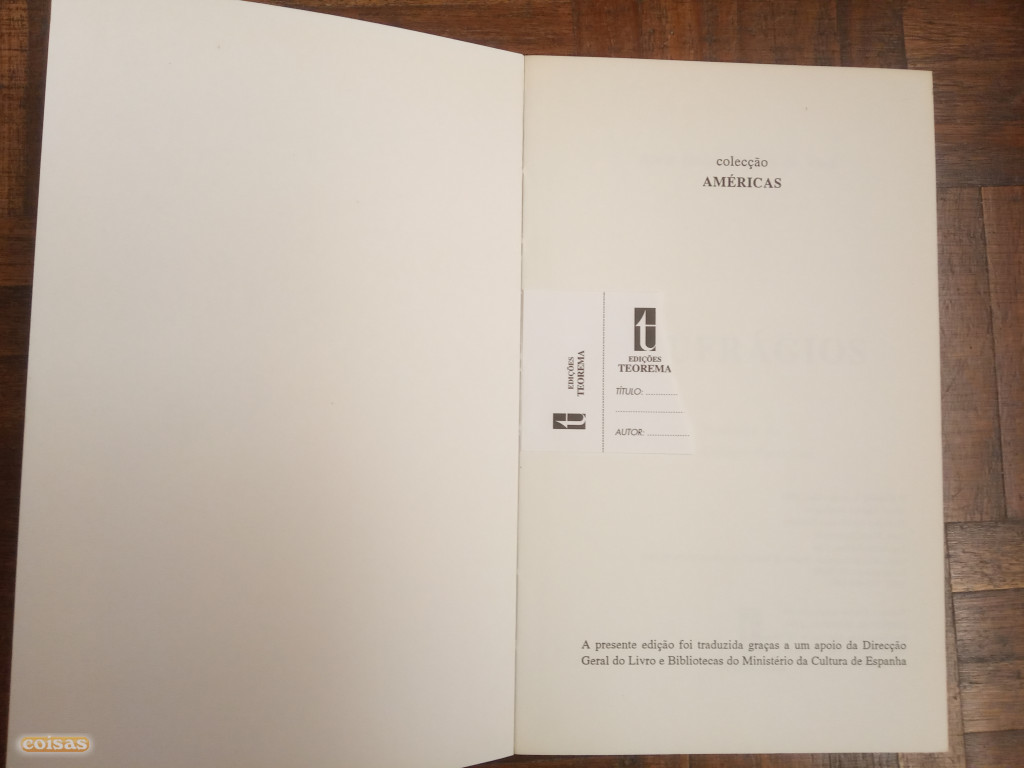 colecção
AMÉRICAS
EDIÇÕES
TEOREMA
t
EDIÇÕES
TEOREMA
TÍTULO:
AUTOR:
A presente edição foi traduzida graças a um apoio da Direcção
Geral do Livro e Bibliotecas do Ministério da Cultura de Espanha
coisas